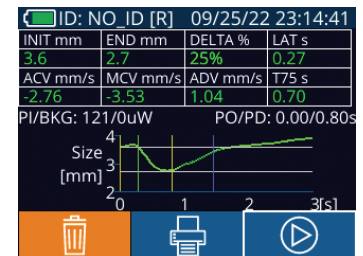 ID: NO_ID [R] 09/25/22 23:14:41
INIT mm END mm DELTA % LAT s
3.6 2.7 25% 0.27
ACV mm/s MCV mm/s ADV mm/s T75 s
-2.76 -3.53 1.04 0.70
PI/BKG: 121/0uW PO/PD: 0.00/0.80s
4
Size
3
[mm]
2
0 1 2 3[s]